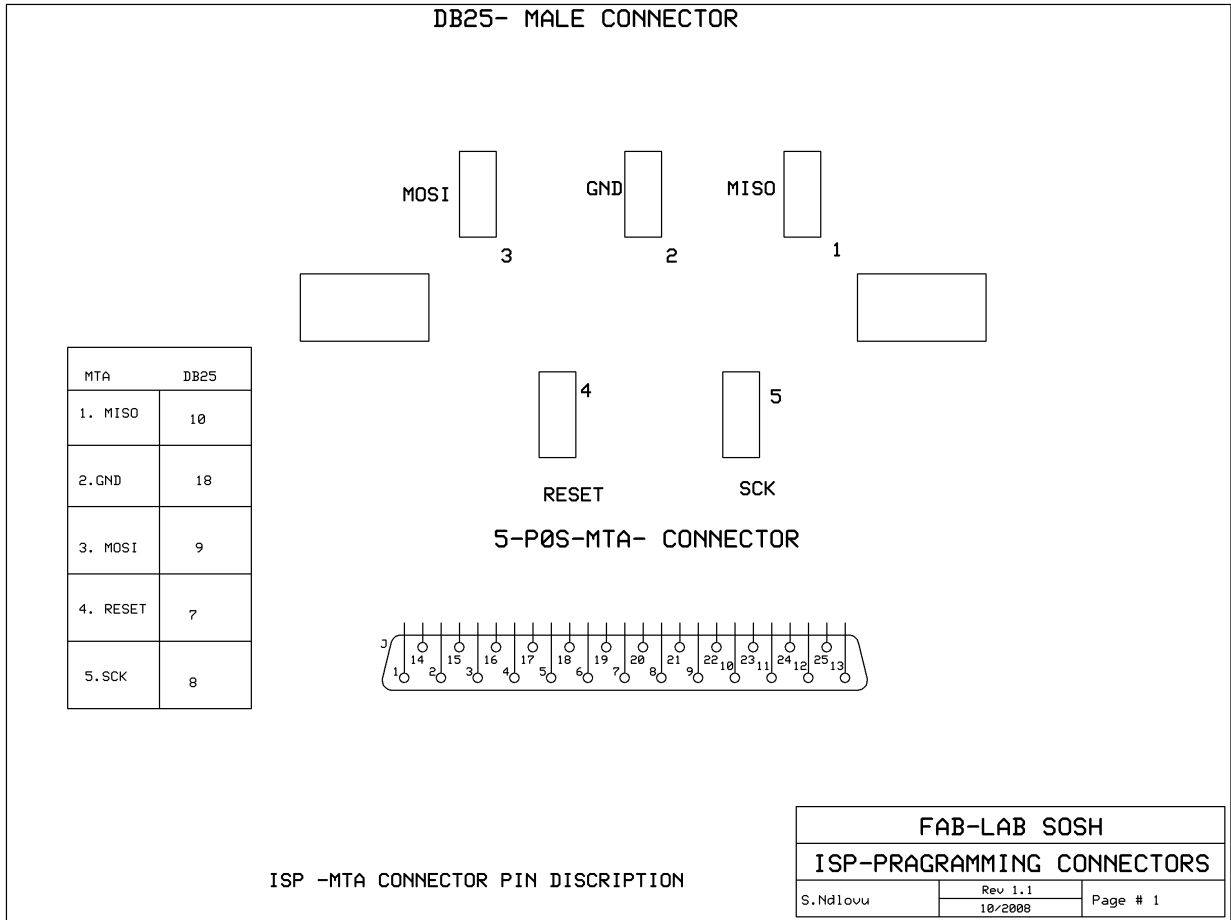 DB25- MALE CONNECTOR
MOSI
GND
MISO
3
2
1
4
5
RESET
SCK
5-P0S-MTA- CONNECTOR
MTA DB25
1. MISO 10
2.GND 18
3. MOSI 9
4. RESET 7
5.SCK 8
J
14 15 16 17 18 19 20 21 22 23 24 25
1 2 3 4 5 6 7 8 9 10 11 12 13
ISP -MTA CONNECTOR PIN DISCRIPTION
FAB-LAB SOSH
ISP-PRAGRAMMING CONNECTORS
S.Ndlovu
Rev 1.1
10/2008
Page # 1